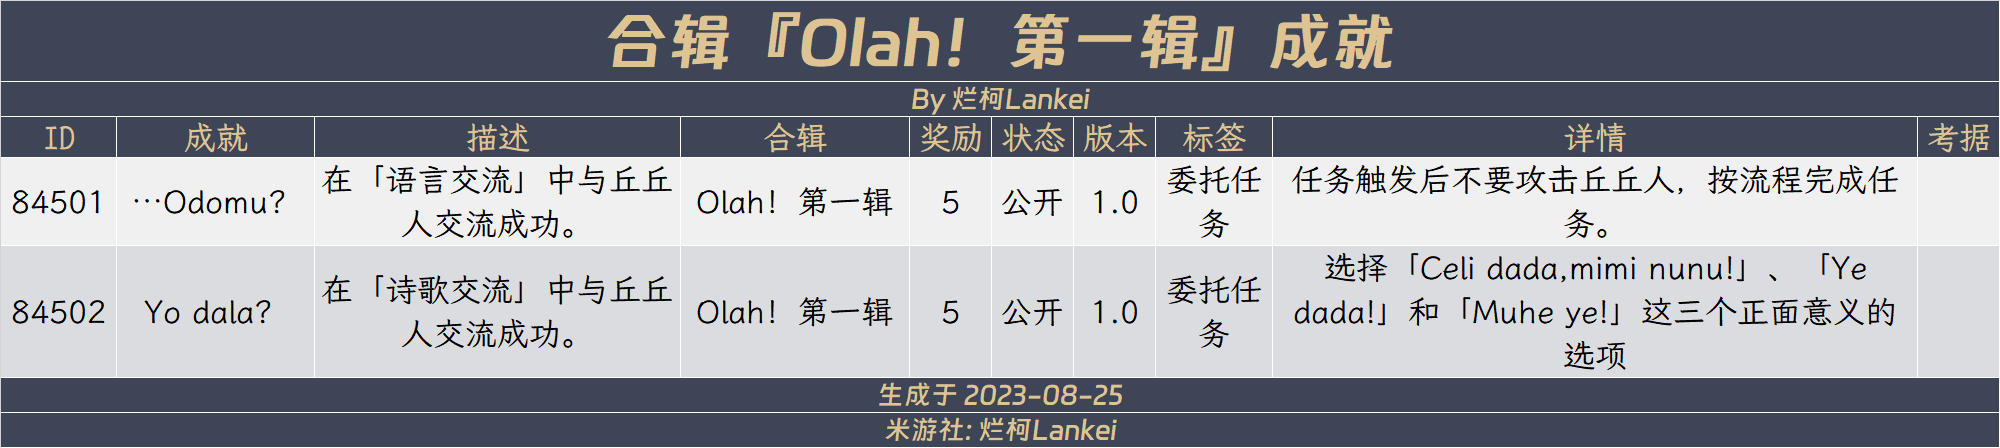 合辑『Olah！第一辑』成就
By 烂柯Lankei
ID 成就 描述 合辑 奖励 状态 版本 标签 详情 考据
84501 …Odomu? 在「语言交流」中与丘丘人交流成功。 Olah！第一辑 5 公开 1.0 委托任务 任务触发后不要攻击丘丘人，按流程完成任务。
84502 Yo dala? 在「诗歌交流」中与丘丘人交流成功。 Olah！第一辑 5 公开 1.0 委托任务 选择「Celi dada,mimi nunu!」、「Ye dada!」和「Muhe ye!」这三个正面意义的选项
生成于 2023-08-25
米游社: 烂柯Lankei